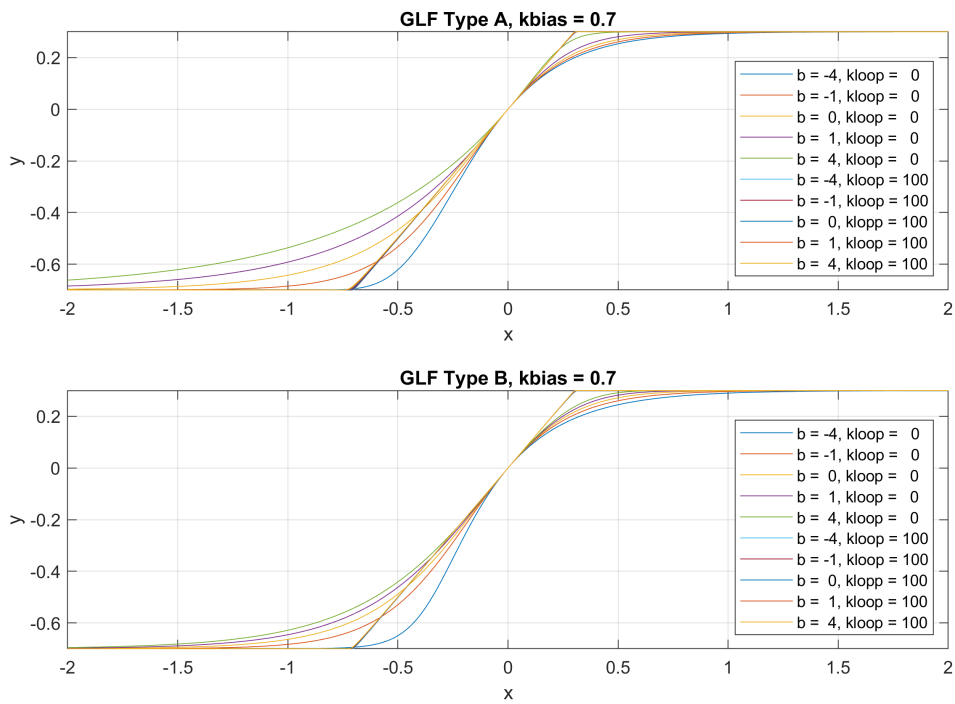 GLF Type A, kbias = 0.7
0.2
0
-0.2
-0.4
-0.6
y
b = -4, kloop = 0
b = -1, kloop = 0
b = 0, kloop = 0
b = 1, kloop = 0
b = 4, kloop = 0
b = -4, kloop = 100
b = -1, kloop = 100
b = 0, kloop = 100
b = 1, kloop = 100
b = 4, kloop = 100
-2 -1.5 -1 -0.5 0 0.5 1 1.5 2
x
GLF Type B, kbias = 0.7
0.2
0
-0.2
-0.4
-0.6
y
b = -4, kloop = 0
b = -1, kloop = 0
b = 0, kloop = 0
b = 1, kloop = 0
b = 4, kloop = 0
b = -4, kloop = 100
b = -1, kloop = 100
b = 0, klopp = 100
b = 1, kloop = 100
b = 4, kloop = 100
-2 -1.5 -1 -0.5 0 0.5 1 1.5 2
x